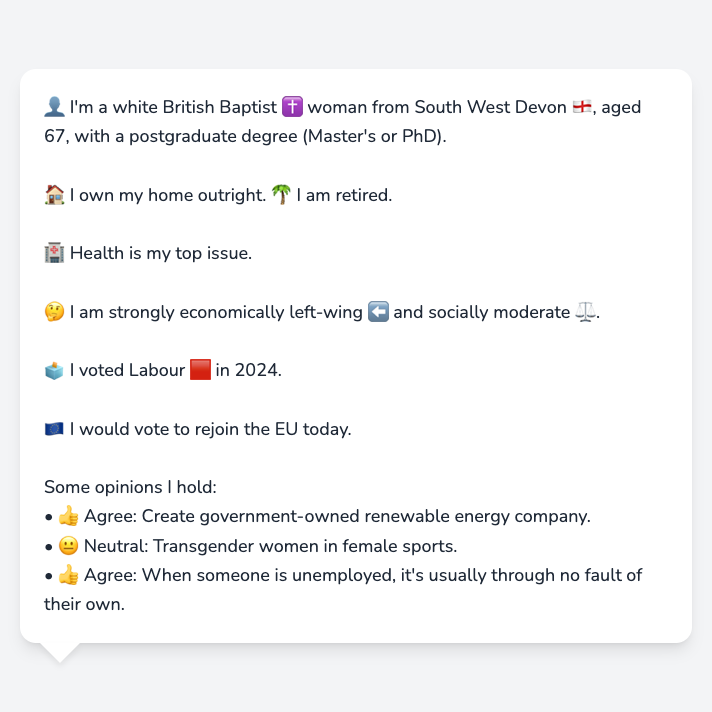 👤 I'm a white British Baptist ✝️ woman from South West Devon 🏴󠁧󠁢󠁥󠁮󠁧󠁿, aged
67, with a postgraduate degree (Master's or PhD).
🏠 I own my home outright. 🌴 I am retired.
🏥 Health is my top issue.
🤔 I am strongly economically left-wing ⬅️ and socially moderate ⚖️.
🗳️ I voted Labour 🟥 in 2024.
🇪🇺 I would vote to rejoin the EU today.
Some opinions I hold:
• 👍 Agree: Create government-owned renewable energy company.
• 😐 Neutral: Transgender women in female sports.
• 👍 Agree: When someone is unemployed, it's usually through no fault of
their own.